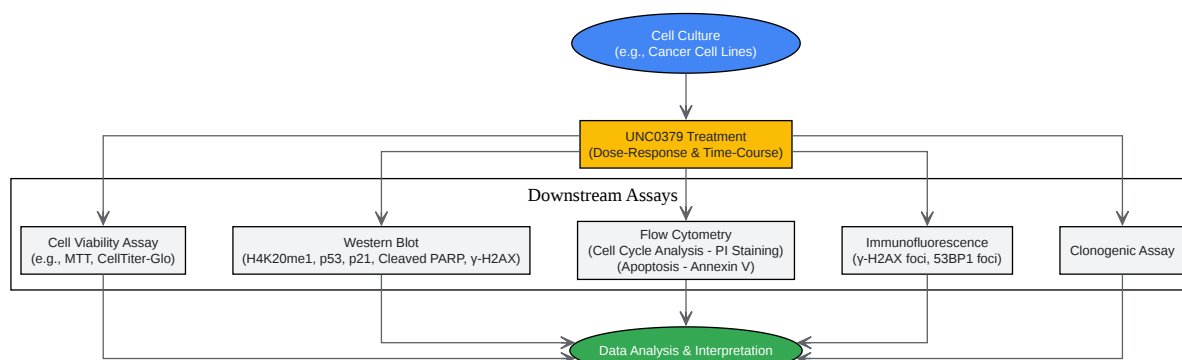 Cell Culture
(e.g., Cancer Cell Lines)
UNC0379 Treatment
(Dose-Response & Time-Course)
Downstream Assays
Cell Viability Assay
(e.g., MTT, CellTiter-Glo)
Western Blot
(H4K20me1, p53, p21, Cleaved PARP, γ-H2AX)
Flow Cytometry
(Cell Cycle Analysis - PI Staining)
(Apoptosis - Annexin V)
Immunofluorescence
(γ-H2AX foci, 53BP1 foci)
Clonogenic Assay
Data Analysis & Interpretation